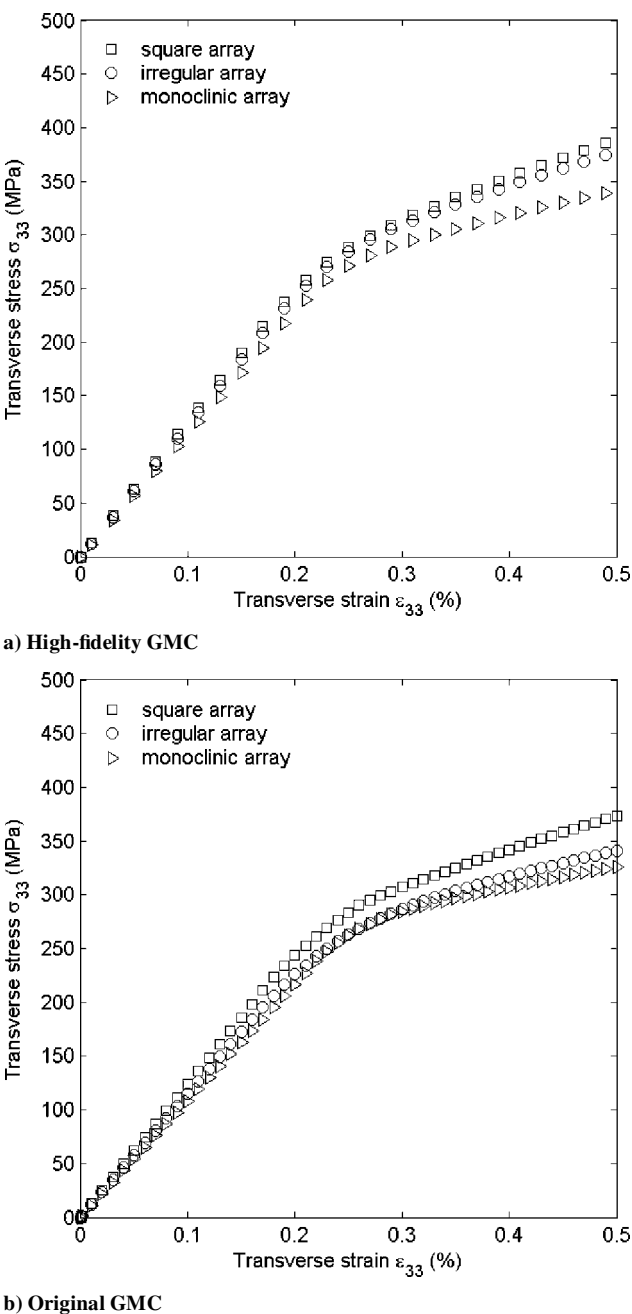 500
450
400
350
300
250
200
150
100
50
0
Transverse stress σ33 (MPa)
square array
irregular array
monoclinic array
0 0.1 0.2 0.3 0.4 0.5
Transverse strain ε33 (%)
a) High-fidelity GMC
500
450
400
350
300
250
200
150
100
50
0
Transverse stress σ33 (MPa)
square array
irregular array
monoclinic array
0 0.1 0.2 0.3 0.4 0.5
Transverse strain ε33 (%)
b) Original GMC